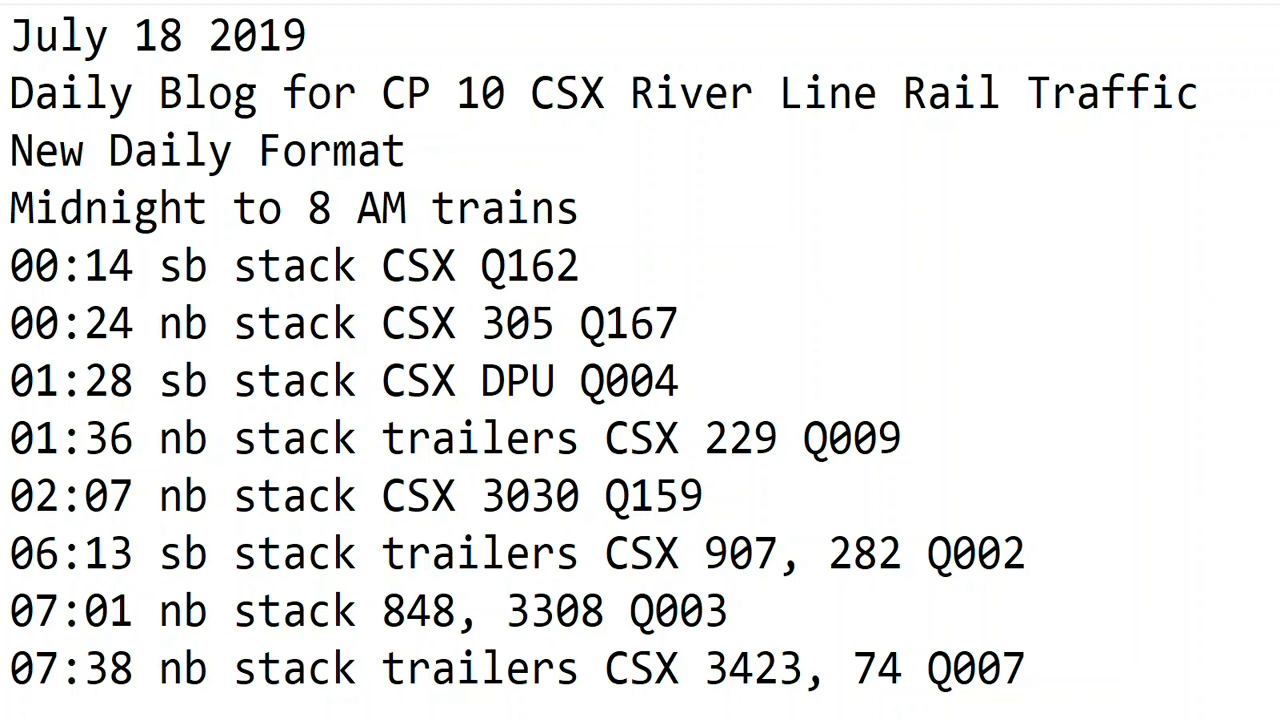 July 18 2019
Daily Blog for CP 10 CSX River Line Rail Traffic
New Daily Format
Midnight to 8 AM trains
00:14 sb stack CSX Q162
00:24 nb stack CSX 305 Q167
01:28 sb stack CSX DPU Q004
01:36 nb stack trailers CSX 229 Q009
02:07 nb stack CSX 3030 Q159
06:13 sb stack trailers CSX 907, 282 Q002
07:01 nb stack 848, 3308 Q003
07:38 nb stack trailers CSX 3423, 74 Q007